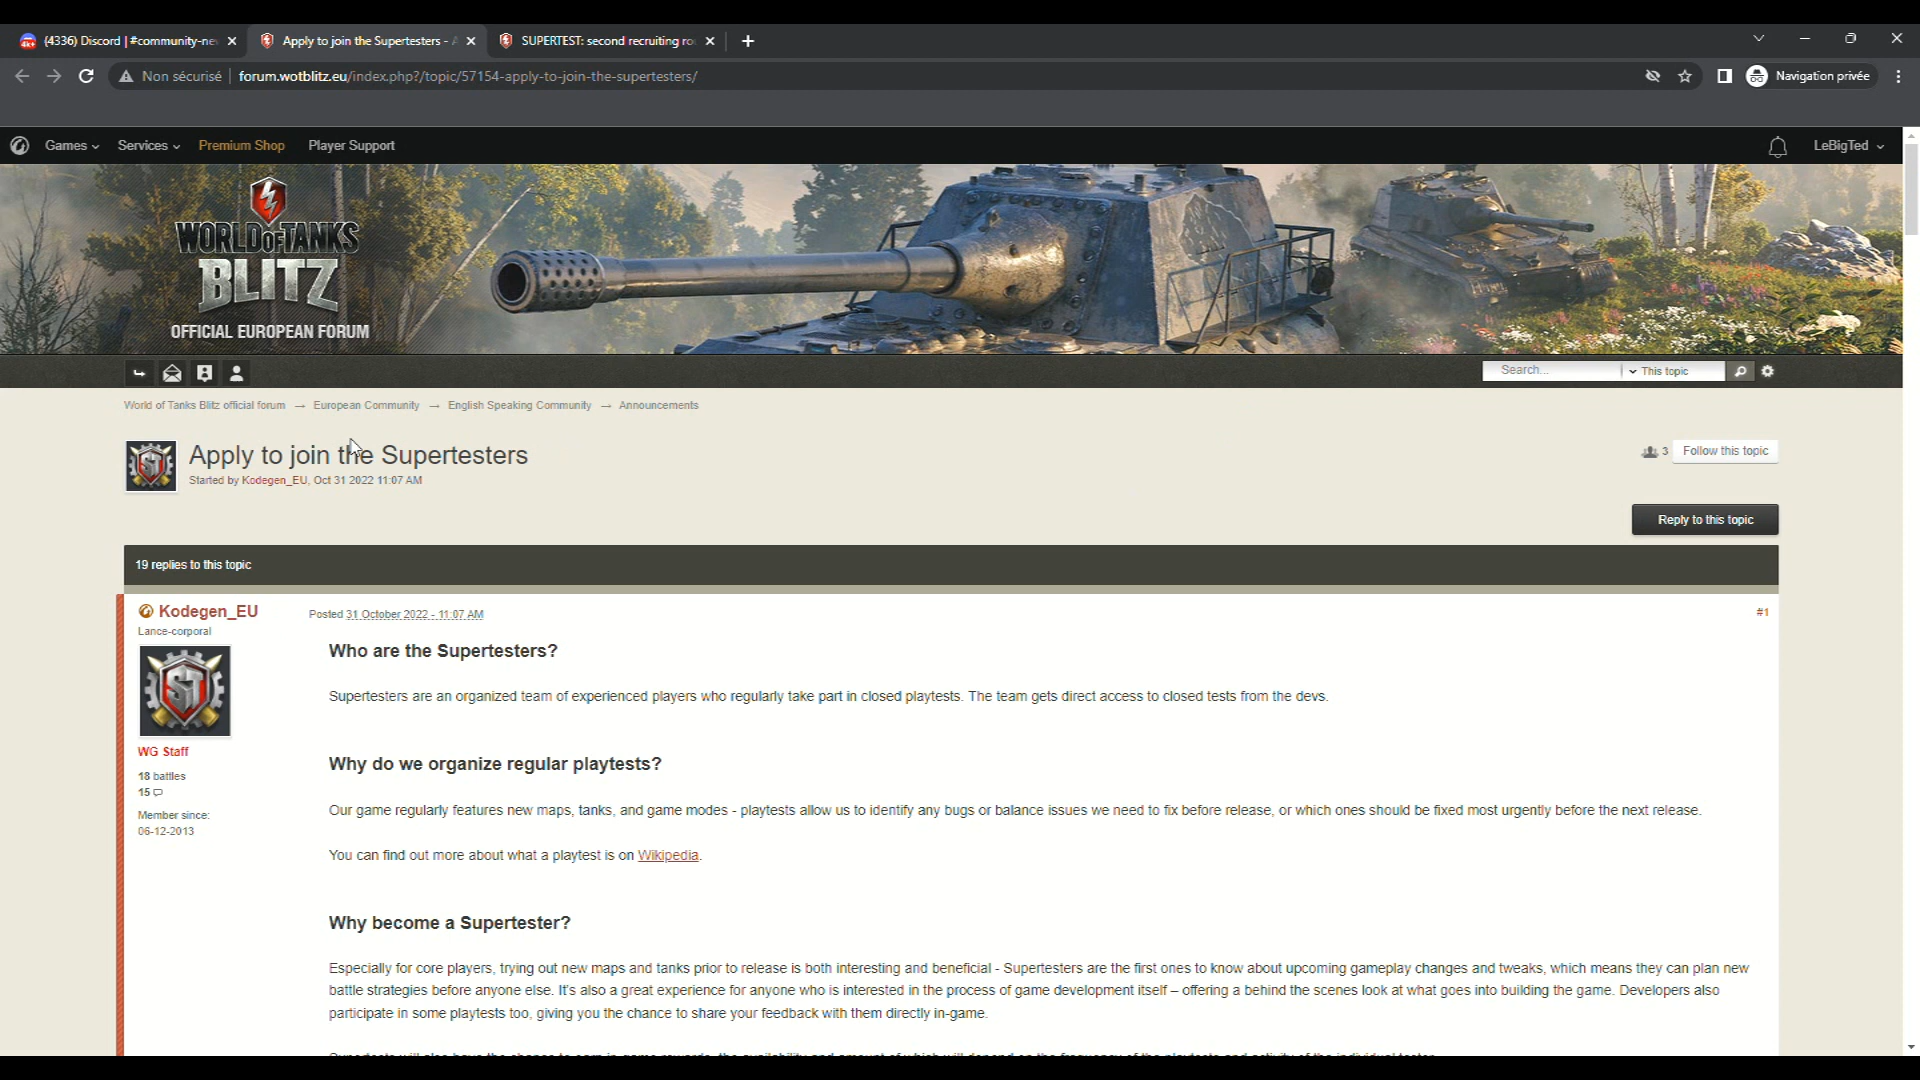 (4336) Discord | #community-ne
Apply to join the Supertesters -
SUPERTEST: second recruiting ro
Non sécurisé
forum.wotblitz.eu/index.php?/topic/57154-apply-to-join-the-supertesters/
Navigation privée
Games
Services
Premium Shop
Player Support
LeBigTed
WORLD OF TANKS
BLITZ
OFFICIAL EUROPEAN FORUM
Search...
This topic
World of Tanks Blitz official forum → European Community → English Speaking Community → Announcements
Apply to join the Supertesters
Started by Kodegen_EU, Oct 31 2022 11:07 AM
3
Follow this topic
Reply to this topic
19 replies to this topic
Kodegen_EU
Posted 31 October 2022 - 11:07 AM
#1
Lance-corporal
ST
WG Staff
18 battles
15
Member since:
06-12-2013
Who are the Supertesters?
Supertesters are an organized team of experienced players who regularly take part in closed playtests. The team gets direct access to closed tests from the devs.
Why do we organize regular playtests?
Our game regularly features new maps, tanks, and game modes - playtests allow us to identify any bugs or balance issues we need to fix before release, or which ones should be fixed most urgently before the next release.
You can find out more about what a playtest is on Wikipedia.
Why become a Supertester?
Especially for core players, trying out new maps and tanks prior to release is both interesting and beneficial - Supertesters are the first ones to know about upcoming gameplay changes and tweaks, which means they can plan new
battle strategies before anyone else. It's also a great experience for anyone who is interested in the process of game development itself – offering a behind the scenes look at what goes into building the game. Developers also
participate in some playtests too, giving you the chance to share your feedback with them directly in-game.